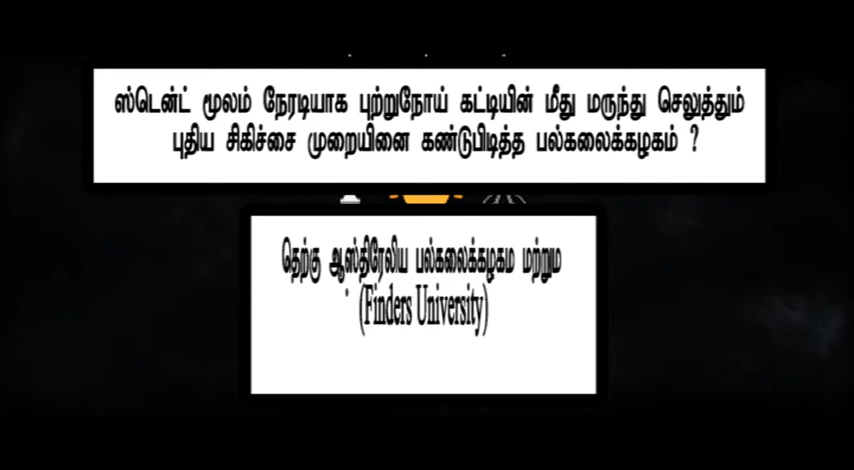 ஸ்டென்ட் மூலம் நேரடியாக புற்றுநோய் கட்டியின் மீது மருந்து செலுத்தும்
புதிய சிகிச்சை முறையினை கண்டுபிடித்த பல்கலைக்கழகம் ?
தெற்கு ஆஸ்திரேலிய பல்கலைக்கழகம மற்றும
(Finders University)